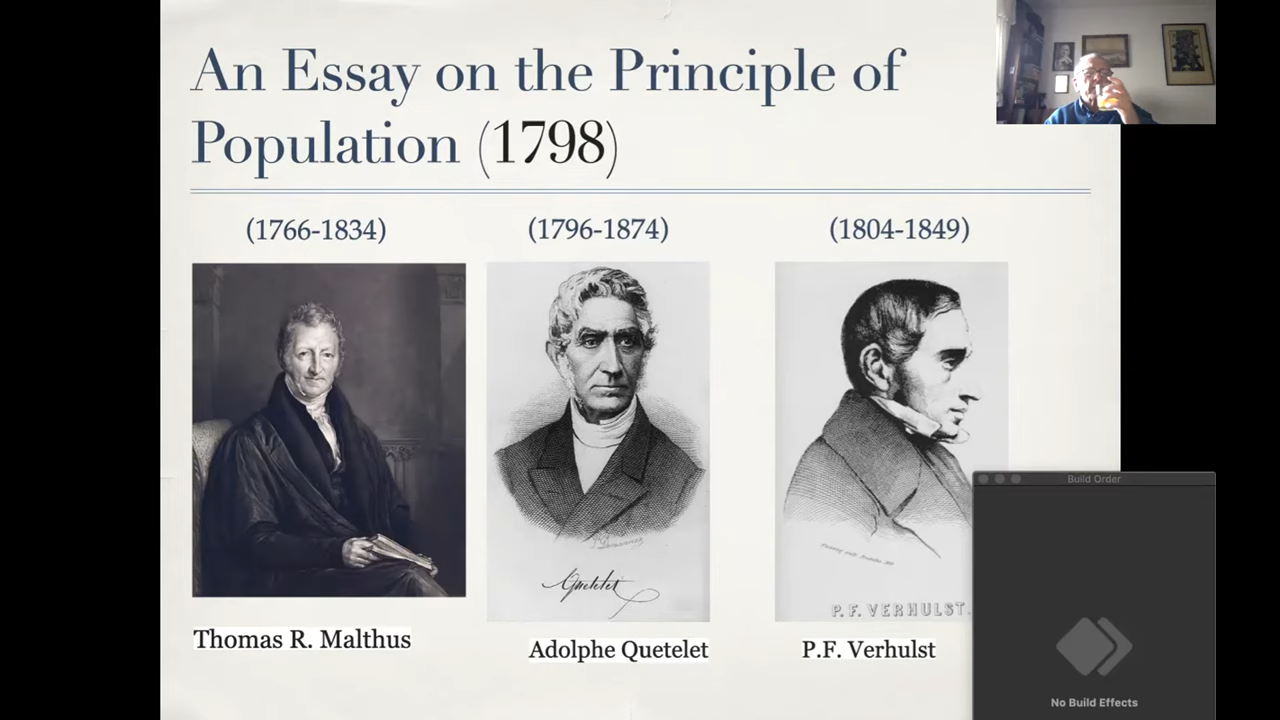 An Essay on the Principle of
Population (1798)
(1766-1834)
(1796-1874)
(1804-1849)
Quetelet
P. F. VERHULST.
Thomas R. Malthus
Adolphe Quetelet
P.F. Verhulst
Build Order
No Build Effects